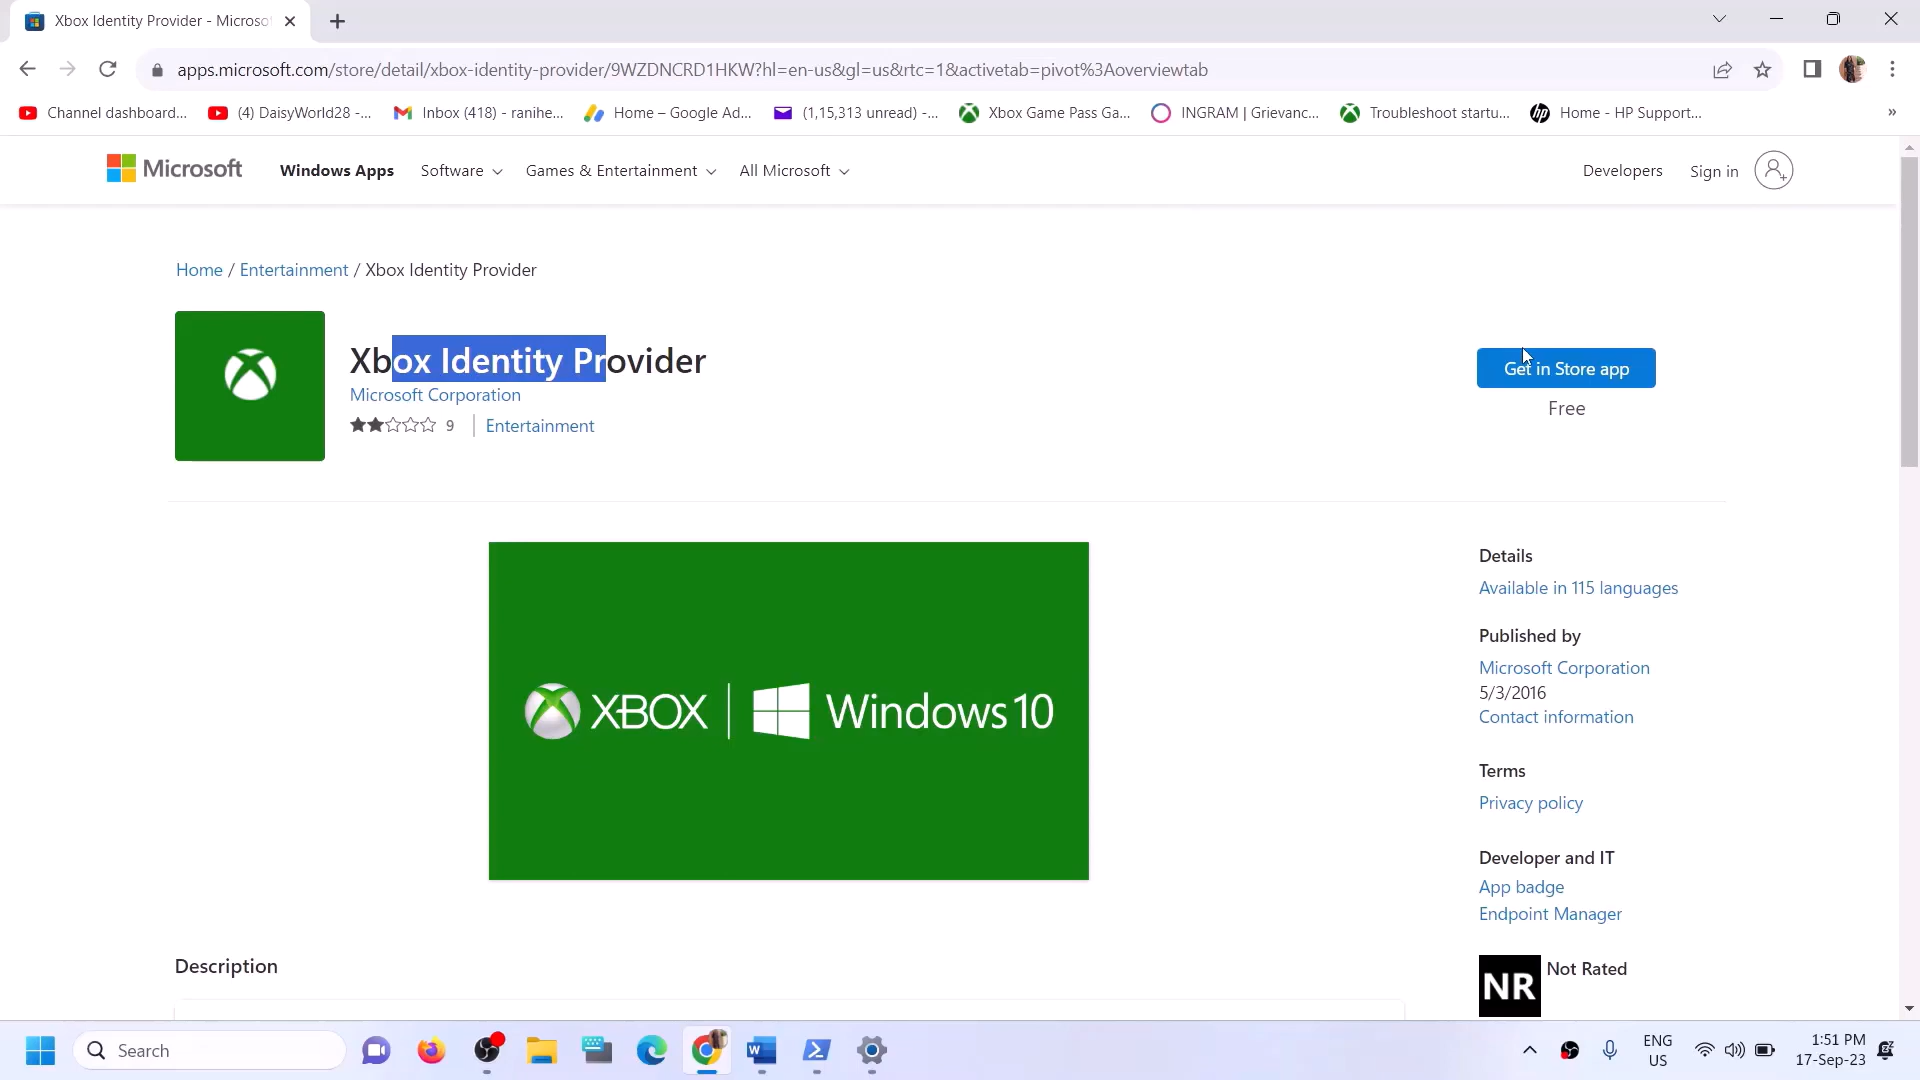 Xbox Identity Provider - Microso
apps.microsoft.com/store/detail/xbox-identity-provider/9WZDNCRD1HKW?hl=en-us&gl=us&rtc=1&activetab=pivot%3Aoverviewtab
Channel dashboard... (4) DaisyWorld28 -... Inbox (418) - ranihe... Home – Google Ad... (1,15,313 unread) -... Xbox Game Pass Ga... INGRAM | Grievanc... Troubleshoot startu... hp Home - HP Support... »
Microsoft Windows Apps Software Games & Entertainment All Microsoft Developers Sign in
Home / Entertainment / Xbox Identity Provider
Xbox Identity Provider
Microsoft Corporation
9 Entertainment
Get in Store app
Free
XBOX | Windows 10
Details
Available in 115 languages
Published by
Microsoft Corporation
5/3/2016
Contact information
Terms
Privacy policy
Developer and IT
App badge
Endpoint Manager
NR Not Rated
Description
Search
W
ENG
US
1:51 PM
17-Sep-23